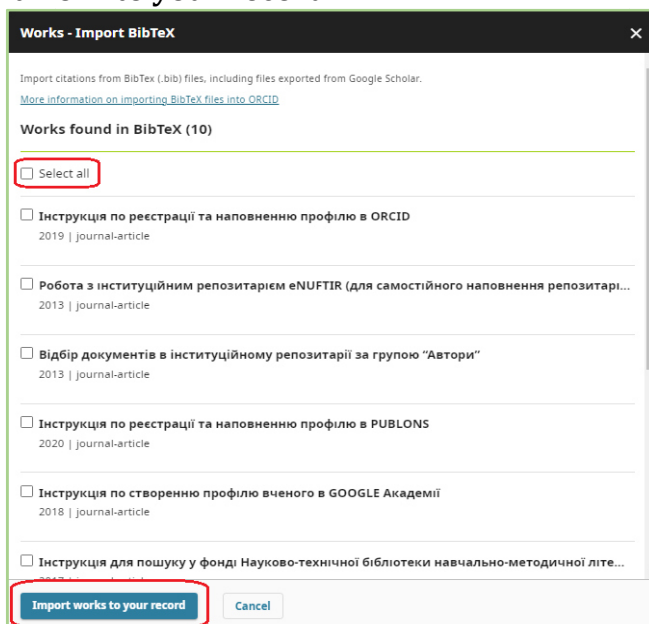 Works - Import BibTeX
Import citations from BibTex (.bib) files, including files exported from Google Scholar.
More information on importing BibTeX files into ORCID
Works found in BibTeX (10)
Select all
Інструкція по реєстрації та наповненню профілю в ORCID
2019 | journal-article
Робота з інституційним репозитарієм eNUFTIR (для самостійного наповнення репозитарі...
2013 | journal-article
Відбір документів в інституційному репозитарії за групою “Автори”
2013 | journal-article
Інструкція по реєстрації та наповненню профілю в PUBLONS
2020 | journal-article
Інструкція по створенню профілю вченого в GOOGLE Академії
2018 | journal-article
Інструкція для пошуку у фонді Науково-технічної бібліотеки навчально-методичної літе...
Import works to your record
Cancel